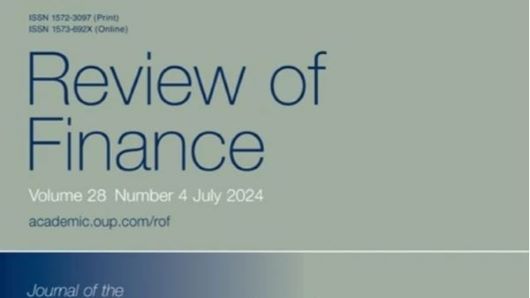 ISSN 1572-3097 (Print)
ISSN 1573-692X (Online)
Review of
Finance
Volume 28 Number 4 July 2024
academic.oup.com/rof
Journal of the